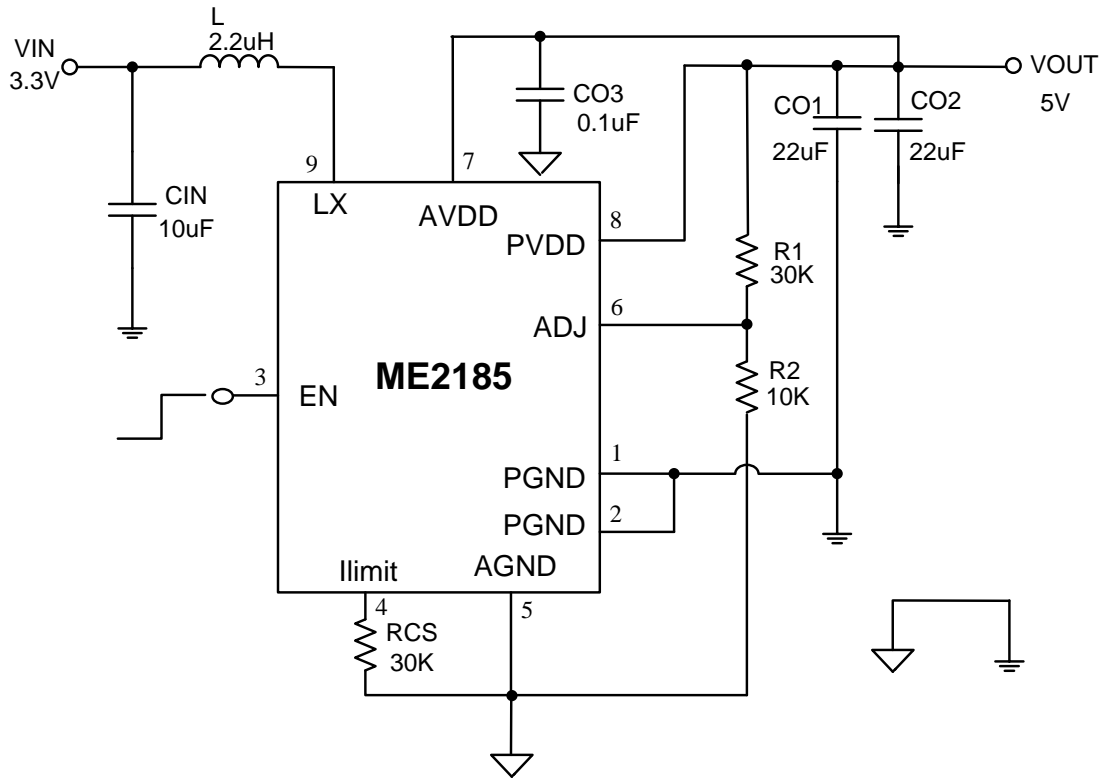 L
2.2uH
VIN
3.3V
CIN
10uF
9
LX
7
AVDD
CO3
0.1uF
CO1
22uF
CO2
22uF
VOUT
5V
8
PVDD
R1
30K
6
ADJ
R2
10K
ME2185
3
EN
1
PGND
2
PGND
Ilimit
AGND
4
5
RCS
30K